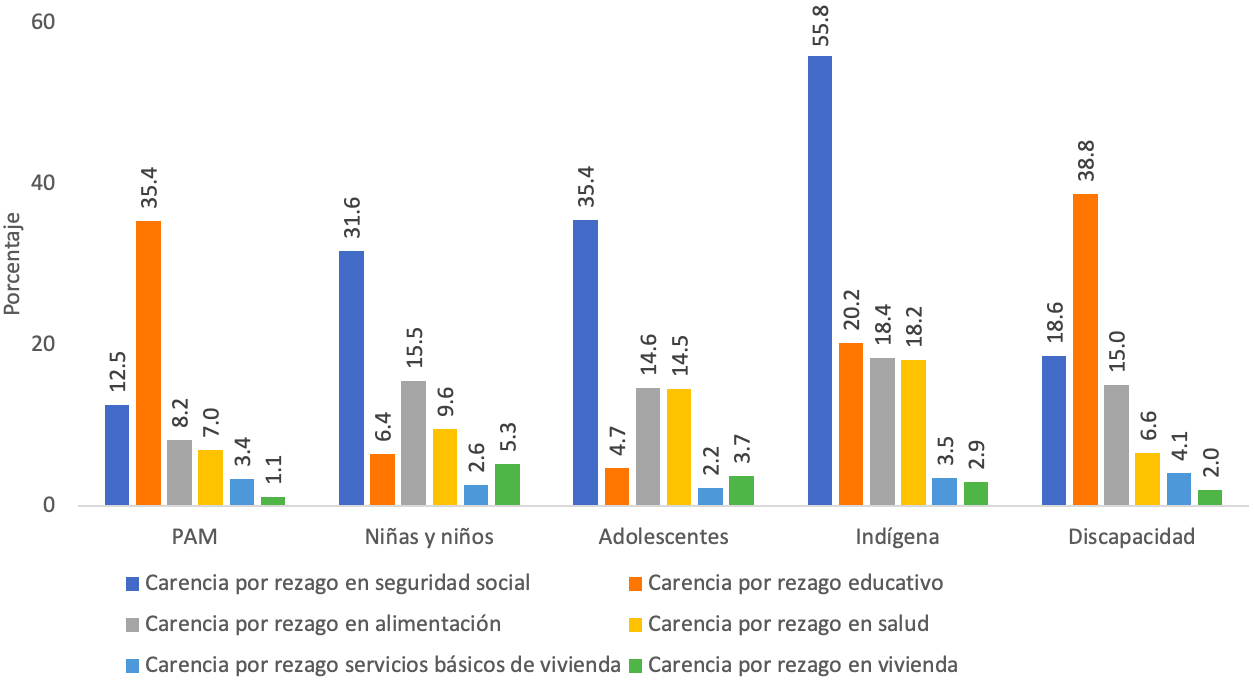 60
40
20
0
Porcentaje
12.5
35.4
8.2
7.0
3.4
1.1
31.6
6.4
15.5
9.6
2.6
5.3
35.4
4.7
14.6
14.5
2.2
3.7
55.8
20.2
18.4
18.2
3.5
2.9
18.6
38.8
15.0
6.6
4.1
2.0
PAM
Niñas y niños
Adolescentes
Indígena
Discapacidad
Carencia por rezago en seguridad social
Carencia por rezago educativo
Carencia por rezago en alimentación
Carencia por rezago en salud
Carencia por rezago servicios básicos de vivienda
Carencia por rezago en vivienda